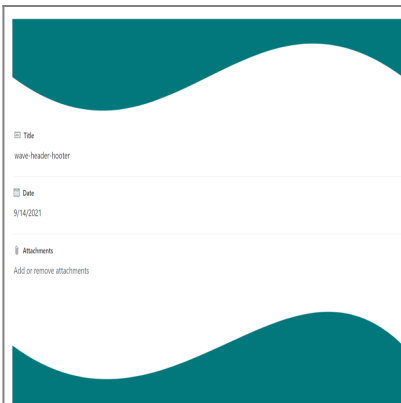 Title
wave-header-hooter
Date
9/14/2021
Attachments
Add or remove attachments